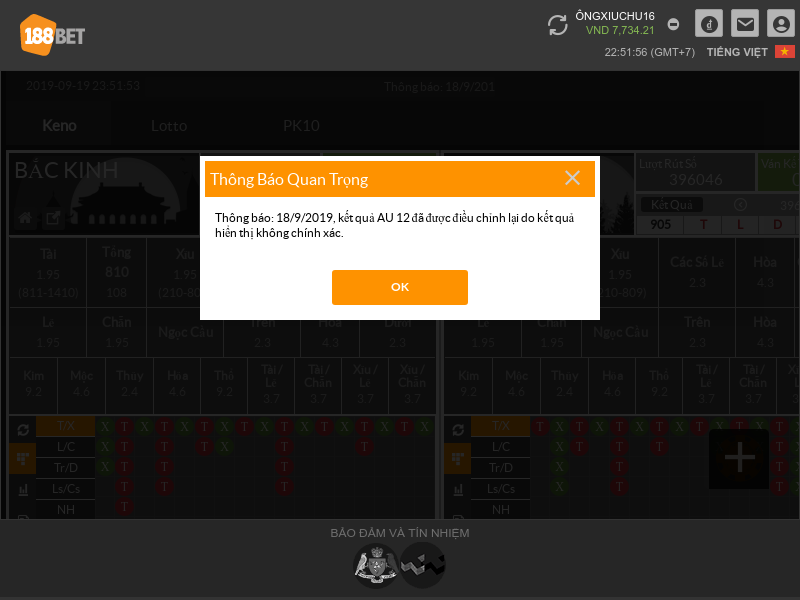 188BET
ÔNGXIUCHU16
VND 7,734.21
22:51:56 (GMT+7) TIẾNG VIỆT
2019-09-19 23:51:53
Thông báo: 18/9/201
Keno Lotto PK10
BẮC KINH
Lượt Rút Số
396046
Kết Quả
905 T L D
Thông Báo Quan Trọng
Thông báo: 18/9/2019, kết quả AU 12 đã được điều chỉnh lại do kết quả
hiển thị không chính xác.
OK
Tài Tổng Xỉu Xỉu Các Số Lẻ Hòa
1.95 810 1.95 1.95 2.3 4.3
(811-1410) 108 (210-80 210-809)
Lẻ Chẵn Ngọc Cầu Trên Hòa Dưới Lẻ Chẵn Ngọc Cầu Trên Hòa
1.95 1.95 2.3 4.3 2.3 1.95 1.95 2.3 4.3
Kim Mộc Thủy Hỏa Thổ Tài / Lẻ Tài / Chẵn Xỉu / Lẻ Xỉu / Chẵn Kim Mộc Thủy Hỏa Thổ Tài / Lẻ Tài / Chẵn
9.2 4.6 2.4 4.6 9.2 3.7 3.7 3.7 3.7 9.2 4.6 2.4 4.6 9.2 3.7 3.7
T/X X T X T X T X T X T X T X T X T X T/X
L/C X T T T X T L/C X T T T
Tr/D X T T T Tr/D X T
Ls/Cs T T T Ls/Cs X T
NH T NH
BẢO ĐẢM VÀ TÍN NHIỆM